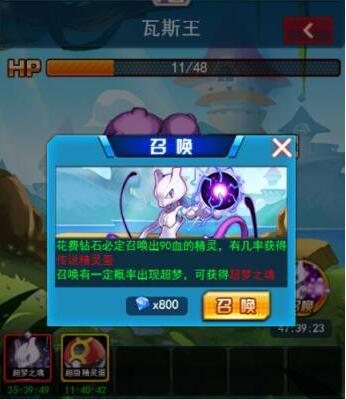 瓦斯王
HP
11/48
召唤
花费钻石必定召唤出90血的精灵，有几率获得
传说精灵蛋
召唤有一定概率出现超梦，可获得超梦之魂
x800
召唤
召唤
47:39:23
超梦之魂
超级精灵蛋
35:39:49
11:40:42